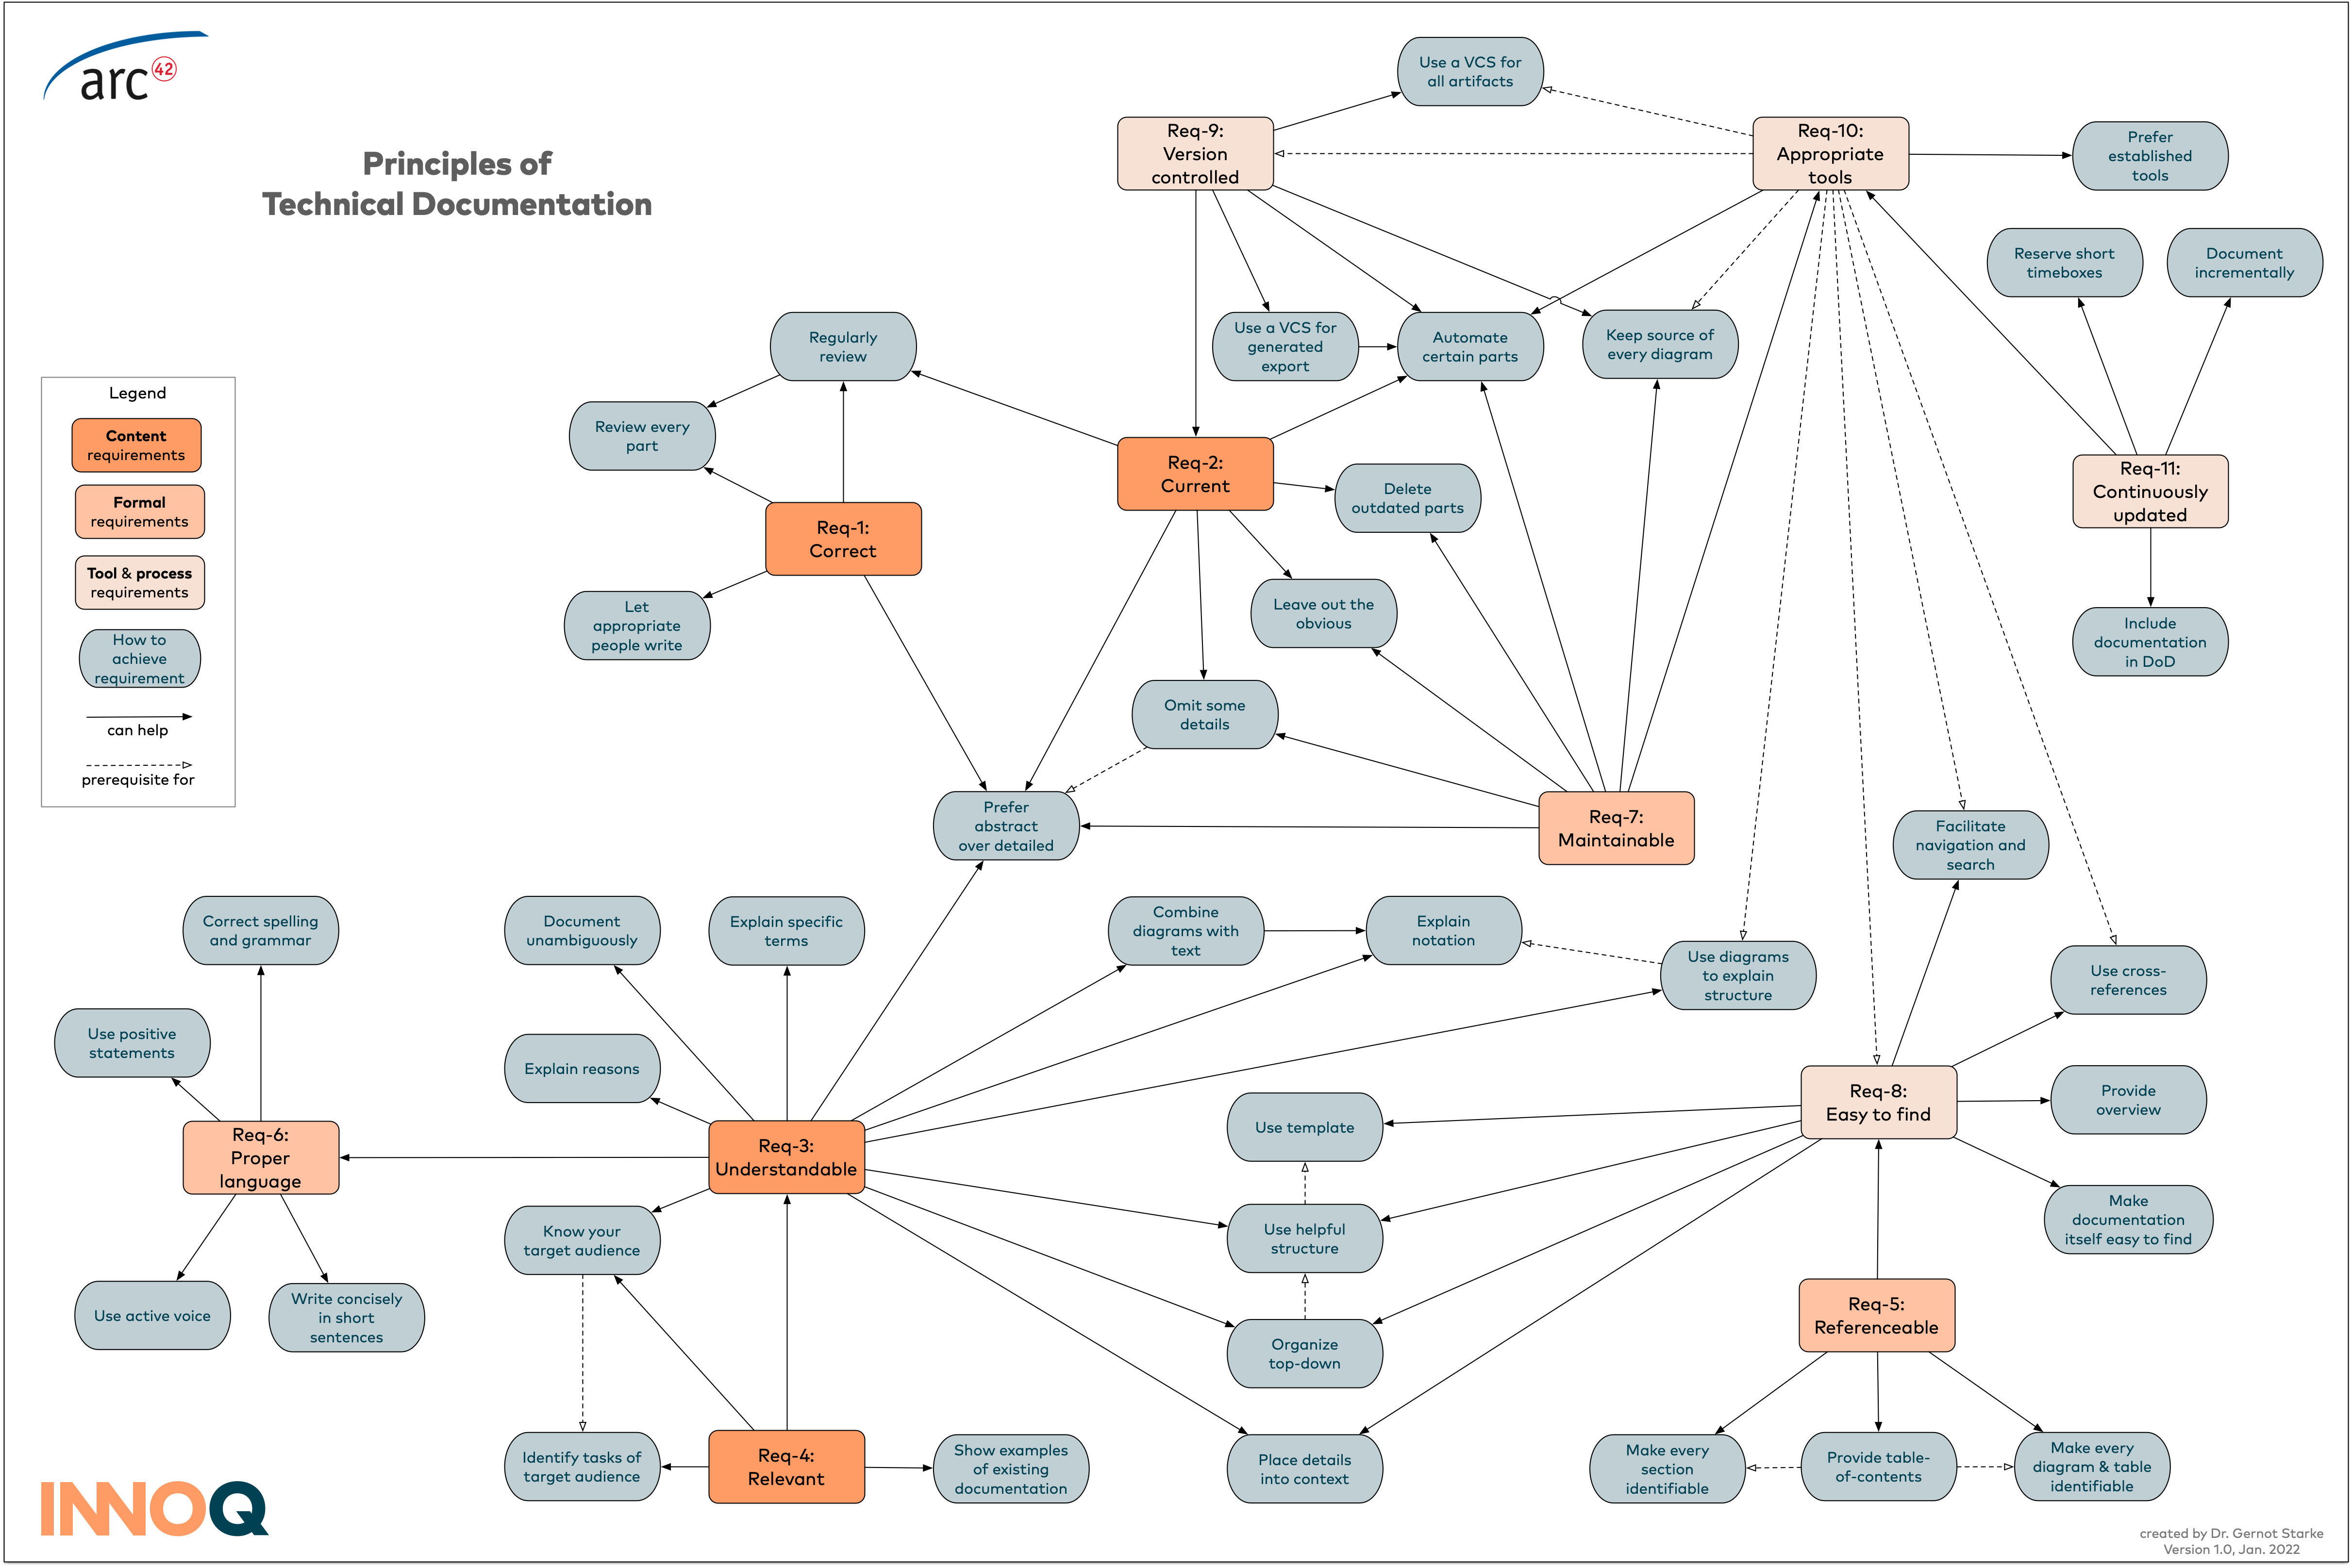 arc
42
Principles of
Technical Documentation
Legend
Content
requirements
Formal
requirements
Tool & process
requirements
How to
achieve
requirement
can help
prerequisite for
Use a VCS for
all artifacts
Req-9:
Version
controlled
Req-10:
Appropriate
tools
Prefer
established
tools
Reserve short
timeboxes
Document
incrementally
Regularly
review
Use a VCS for
generated
export
Automate
certain parts
Keep source of
every diagram
Review every
part
Req-2:
Current
Delete
outdated parts
Req-11:
Continuously
updated
Req-1:
Correct
Let
appropriate
people write
Leave out the
obvious
Include
documentation
in DoD
Omit some
details
Prefer
abstract
over detailed
Req-7:
Maintainable
Facilitate
navigation and
search
Correct spelling
and grammar
Document
unambiguously
Explain specific
terms
Combine
diagrams with
text
Explain
notation
Use diagrams
to explain
structure
Use cross-
references
Use positive
statements
Explain reasons
Req-8:
Easy to find
Provide
overview
Req-6:
Proper
language
Req-3:
Understandable
Use template
Know your
target audience
Use helpful
structure
Make
documentation
itself easy to find
Use active voice
Write concisely
in short
sentences
Organize
top-down
Req-5:
Referenceable
Identify tasks of
target audience
Req-4:
Relevant
Show examples
of existing
documentation
Place details
into context
Make every
section
identifiable
Provide table-
of-contents
Make every
diagram & table
identifiable
INNOQ
created by Dr. Gernot Starke
Version 1.0, Jan. 2022